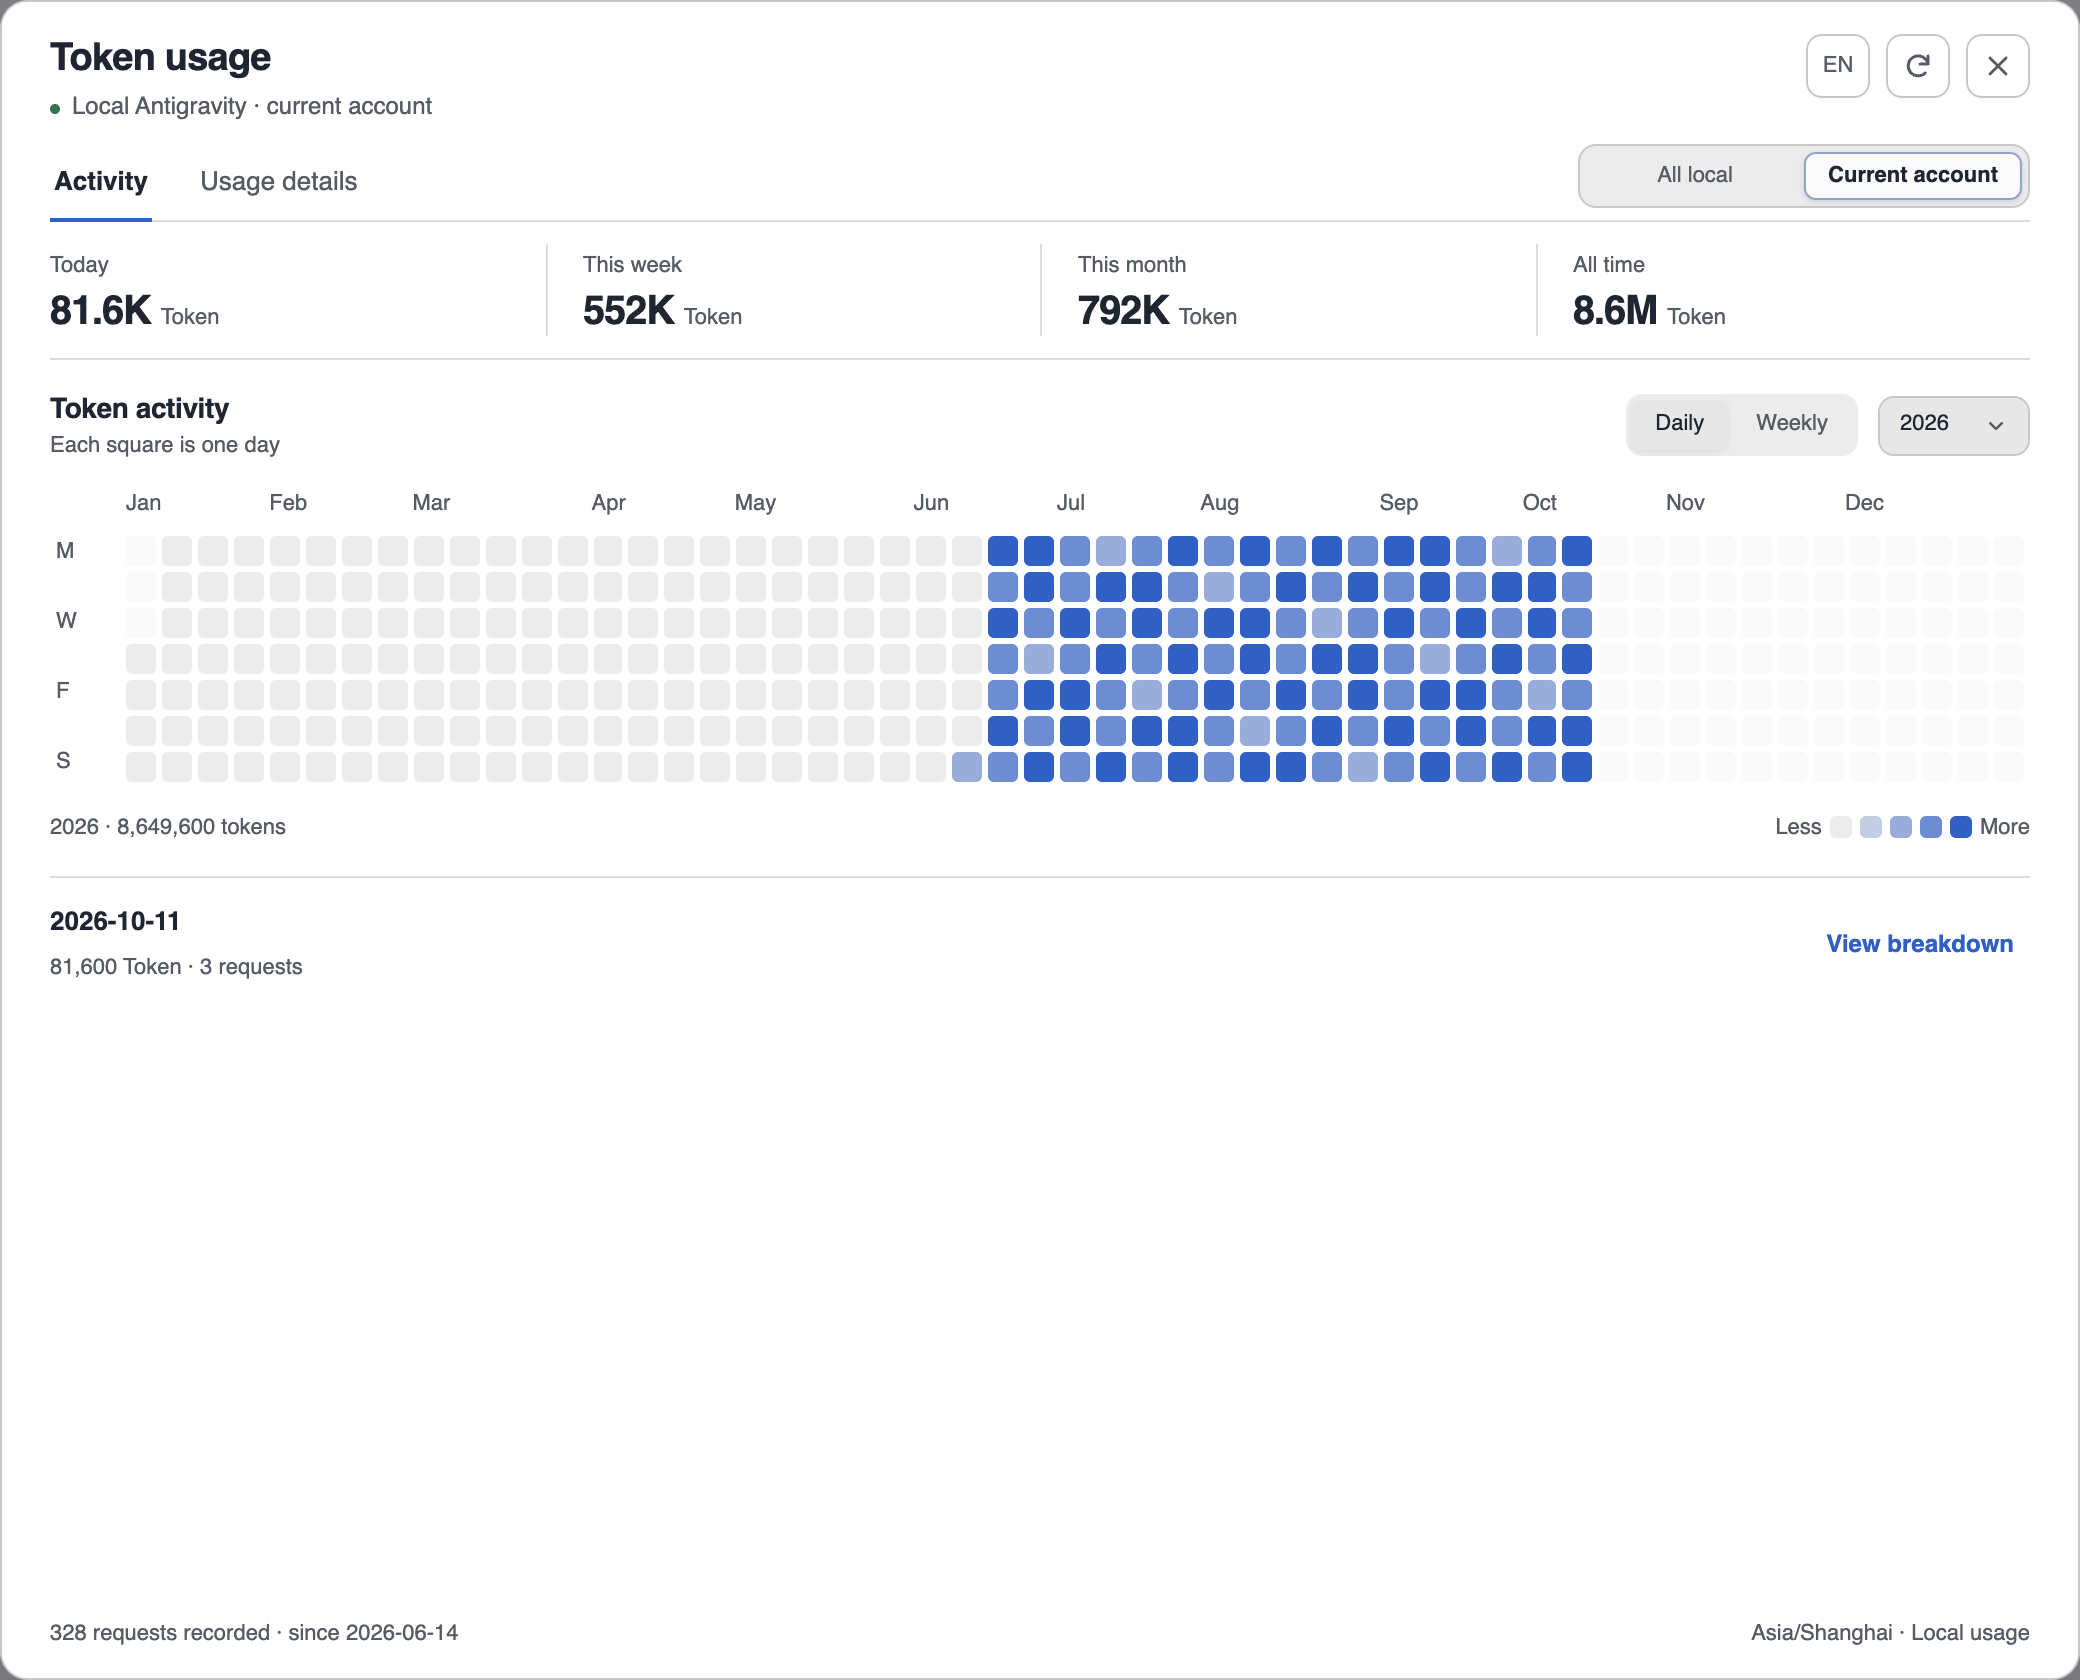 Token usage
EN
Local Antigravity · current account
Activity
Usage details
All local
Current account
Today
81.6K Token
This week
552K Token
This month
792K Token
All time
8.6M Token
Token activity
Each square is one day
Daily
Weekly
2026
Jan Feb Mar Apr May Jun Jul Aug Sep Oct Nov Dec
M
W
F
S
2026 · 8,649,600 tokens
Less
More
2026-10-11
81,600 Token · 3 requests
View breakdown
328 requests recorded · since 2026-06-14
Asia/Shanghai · Local usage